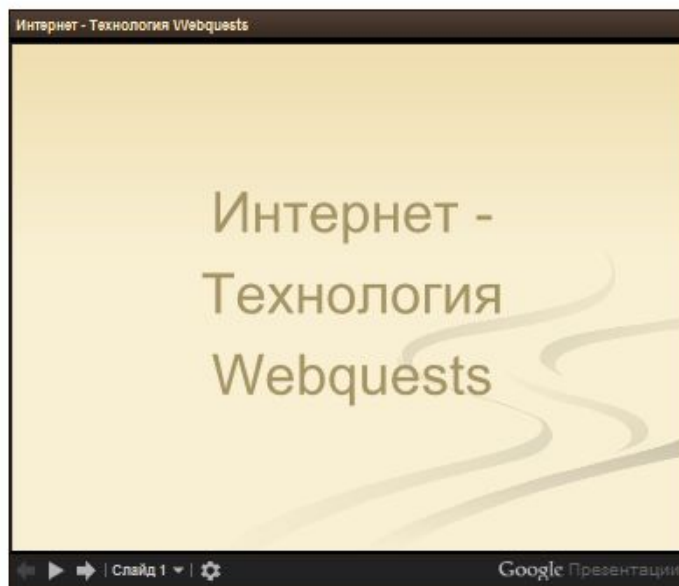 Интернет - Технология Webquests
Интернет -
Технология
Webquests
Слайд 1
Google Презентации